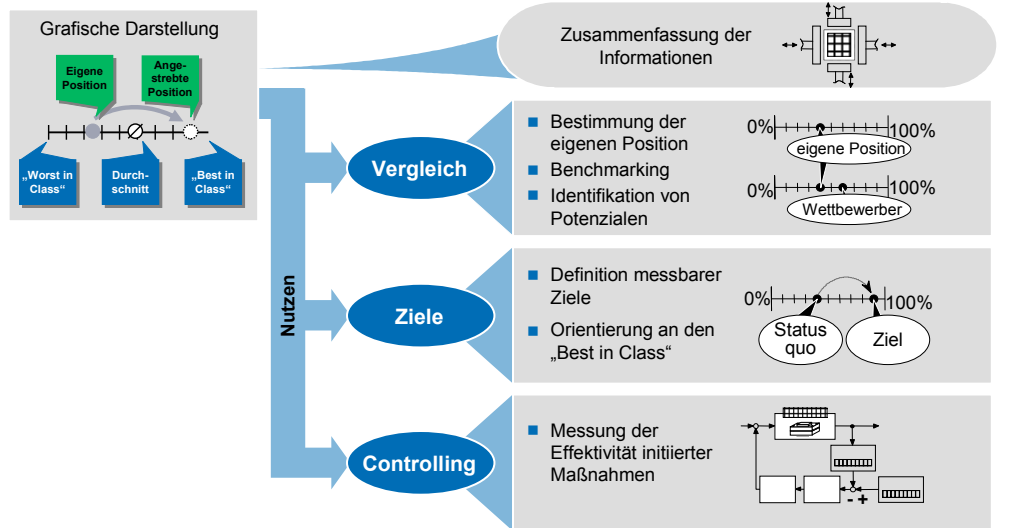 Grafische Darstellung
Eigene
Position
Ange-
strebte
Position
„Worst in
Class“
Durch-
schnitt
„Best in
Class“
Zusammenfassung der
Informationen
Nutzen
Vergleich
Bestimmung der
eigenen Position
Benchmarking
Identifikation von
Potenzialen
0%
100%
eigene Position
0%
100%
Wettbewerber
Ziele
Definition messbarer
Ziele
Orientierung an den
„Best in Class“
0%
100%
Status
quo
Ziel
Controlling
Messung der
Effektivität initiierter
Maßnahmen
- +